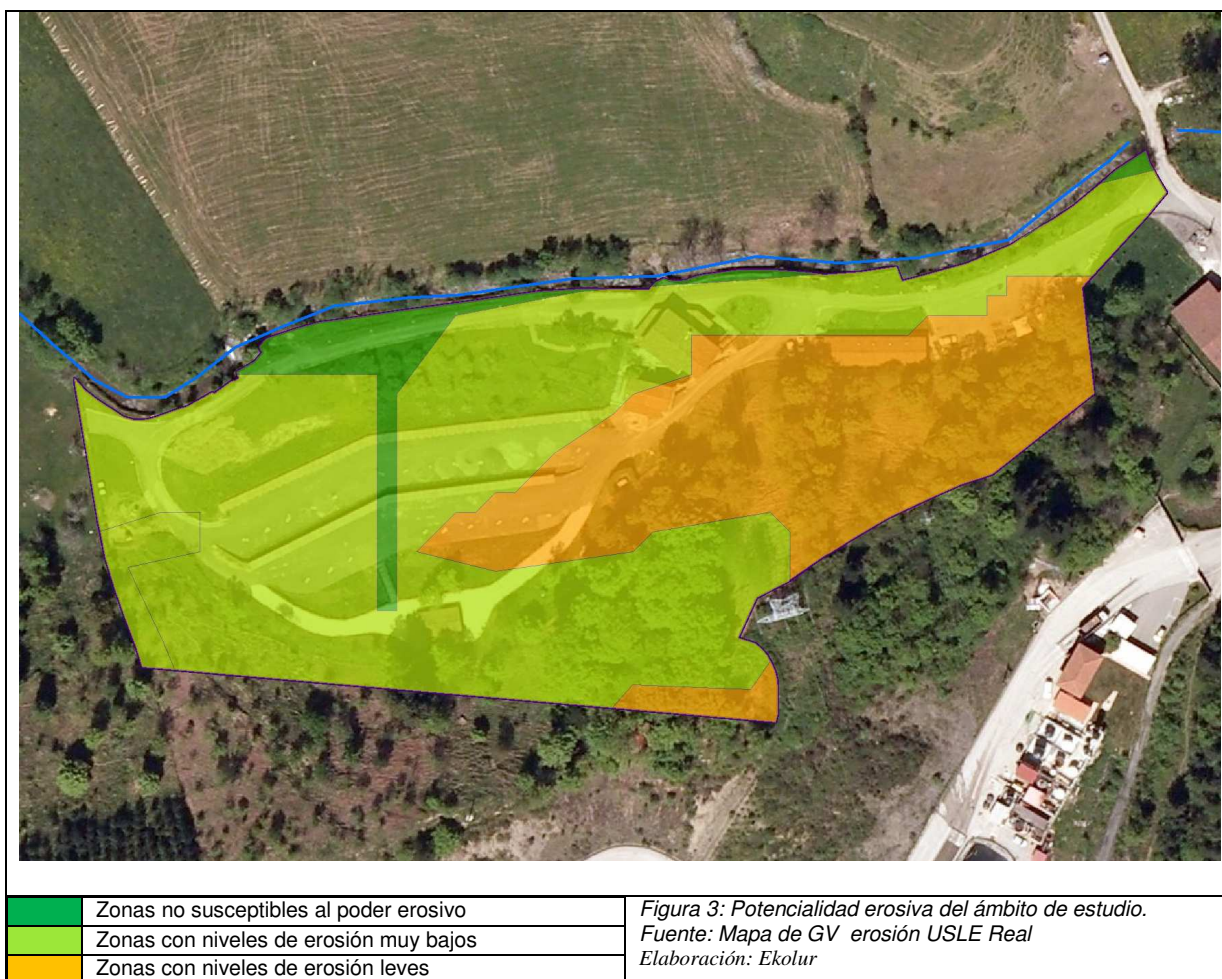 Zonas no susceptibles al poder erosivo
Zonas con niveles de erosión muy bajos
Zonas con niveles de erosión leves
Figura 3: Potencialidad erosiva del ámbito de estudio.
Fuente: Mapa de GV erosión USLE Real
Elaboración: Ekolur